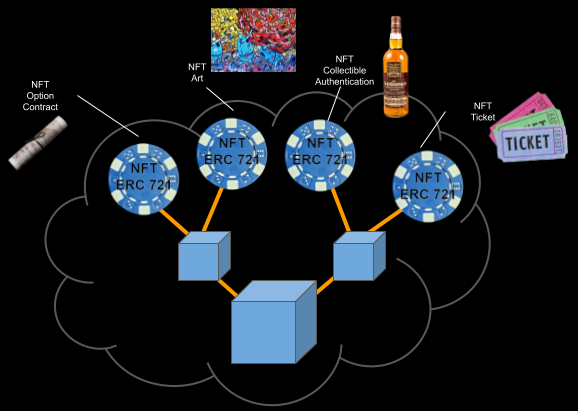 NFT
Option
Contract
NFT
Art
NFT
Collectible
Authentication
NFT
Ticket
TICKET
NFT
ERC 721
NFT
ERC 721
NFT
ERC 721
NFT
ERC 721